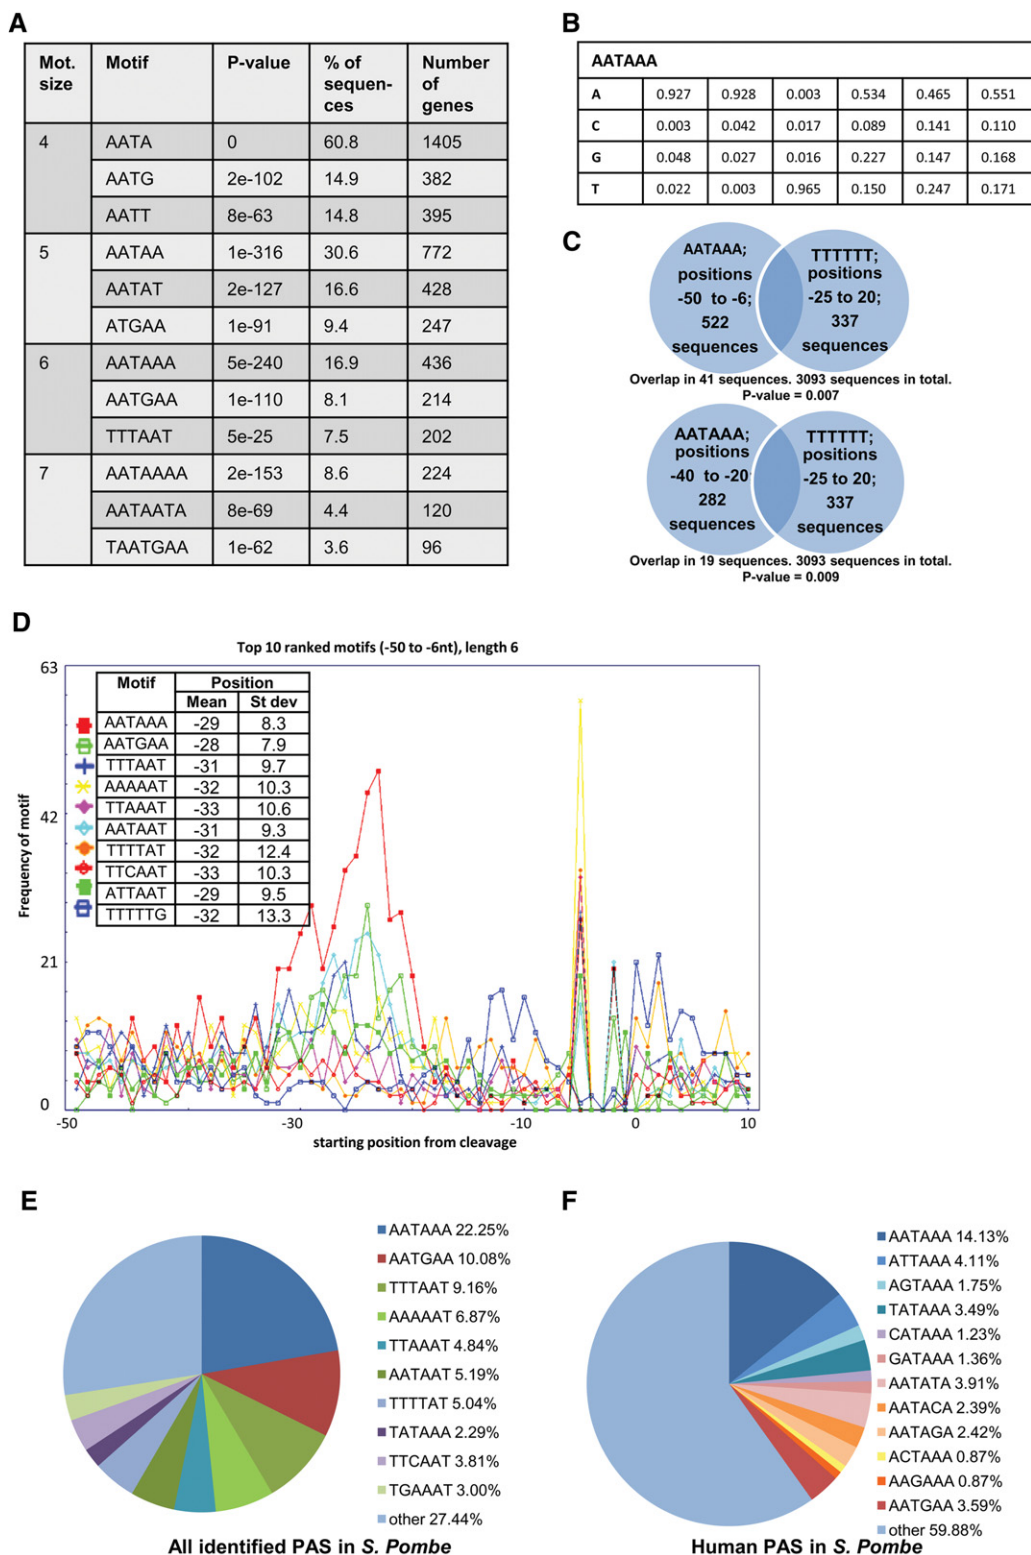 A
Mot. size | Motif | P-value | % of sequen-ces | Number of genes
4 | AATA | 0 | 60.8 | 1405
AATG | 2e-102 | 14.9 | 382
AATT | 8e-63 | 14.8 | 395
5 | AATAA | 1e-316 | 30.6 | 772
AATAT | 2e-127 | 16.6 | 428
ATGAA | 1e-91 | 9.4 | 247
6 | AATAAA | 5e-240 | 16.9 | 436
AATGAA | 1e-110 | 8.1 | 214
TTTAAT | 5e-25 | 7.5 | 202
7 | AATAAAA | 2e-153 | 8.6 | 224
AATAATA | 8e-69 | 4.4 | 120
TAATGAA | 1e-62 | 3.6 | 96
B
AATAAA
A | 0.927 | 0.928 | 0.003 | 0.534 | 0.465 | 0.551
C | 0.003 | 0.042 | 0.017 | 0.089 | 0.141 | 0.110
G | 0.048 | 0.027 | 0.016 | 0.227 | 0.147 | 0.168
T | 0.022 | 0.003 | 0.965 | 0.150 | 0.247 | 0.171
C
AATAAA;
positions
-50 to -6;
522
sequences
TTTTTT;
positions
-25 to 20;
337
sequences
Overlap in 41 sequences. 3093 sequences in total.
P-value = 0.007
AATAAA;
positions
-40 to -20
282
sequences
TTTTTT;
positions
-25 to 20;
337
sequences
Overlap in 19 sequences. 3093 sequences in total.
P-value = 0.009
D
Top 10 ranked motifs (-50 to -6nt), length 6
Frequency of motif
63
42
21
0
Motif | Position
Mean | St dev
AATAAA | -29 | 8.3
AATGAA | -28 | 7.9
TTTAAT | -31 | 9.7
AAAAAT | -32 | 10.3
TTAAAT | -33 | 10.6
AATAAT | -31 | 9.3
TTTTAT | -32 | 12.4
TTCAAT | -33 | 10.3
ATTAAT | -29 | 9.5
TTTTTG | -32 | 13.3
-50 -30 -10 0 10
starting position from cleavage
E
AATAAA 22.25%
AATGAA 10.08%
TTTAAT 9.16%
AAAAAT 6.87%
TTAAAT 4.84%
AATAAT 5.19%
TTTTAT 5.04%
TATAAA 2.29%
TTCAAT 3.81%
TGAAAT 3.00%
other 27.44%
All identified PAS in S. Pombe
F
AATAAA 14.13%
ATTAAA 4.11%
AGTAAA 1.75%
TATAAA 3.49%
CATAAA 1.23%
GATAAA 1.36%
AATATA 3.91%
AATACA 2.39%
AATAGA 2.42%
ACTAAA 0.87%
AAGAAA 0.87%
AATGAA 3.59%
other 59.88%
Human PAS in S. Pombe